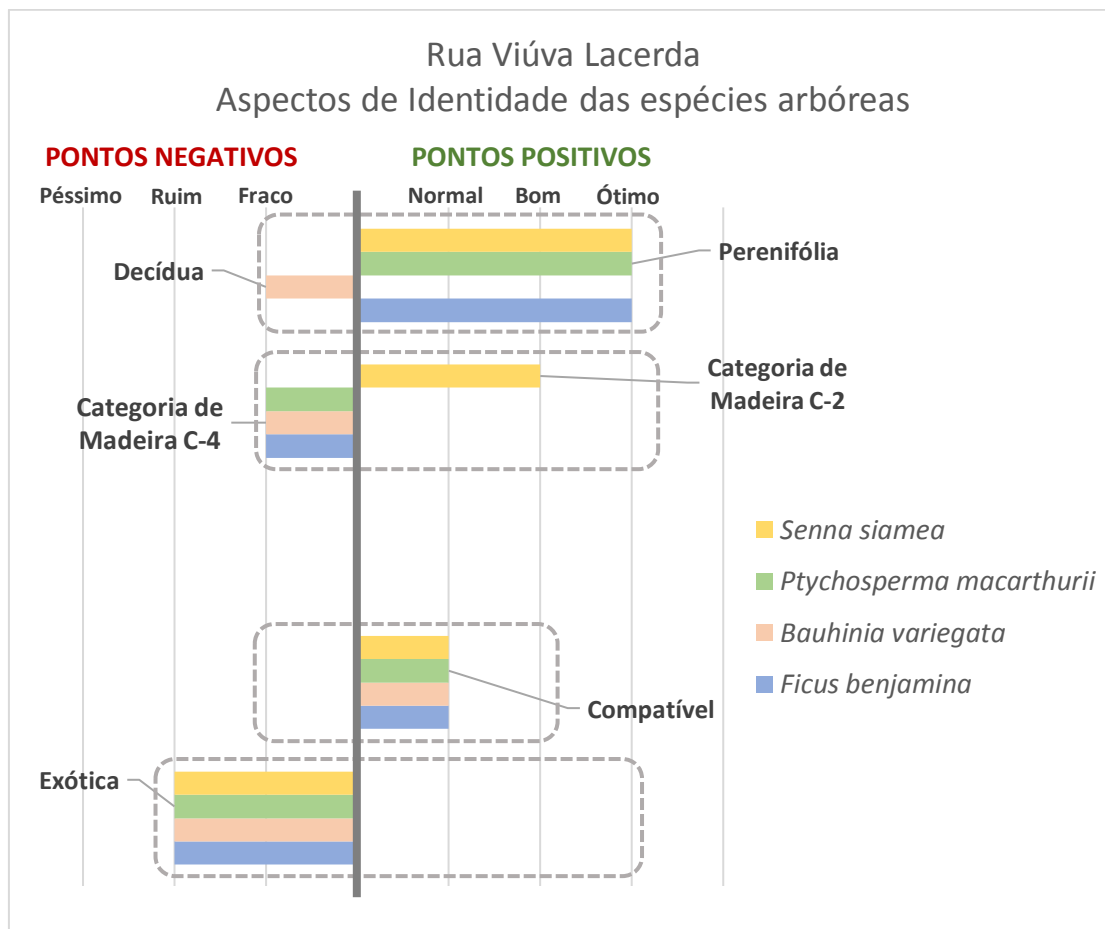 Rua Viúva Lacerda
Aspectos de Identidade das espécies arbóreas
PONTOS NEGATIVOS PONTOS POSITIVOS
Péssimo Ruim Fraco Normal Bom Ótimo
Perenifólia
Decídua
Categoria de
Madeira C-2
Categoria de
Madeira C-4
Senna siamea
Ptychosperma macarthurii
Bauhinia variegata
Ficus benjamina
Compatível
Exótica